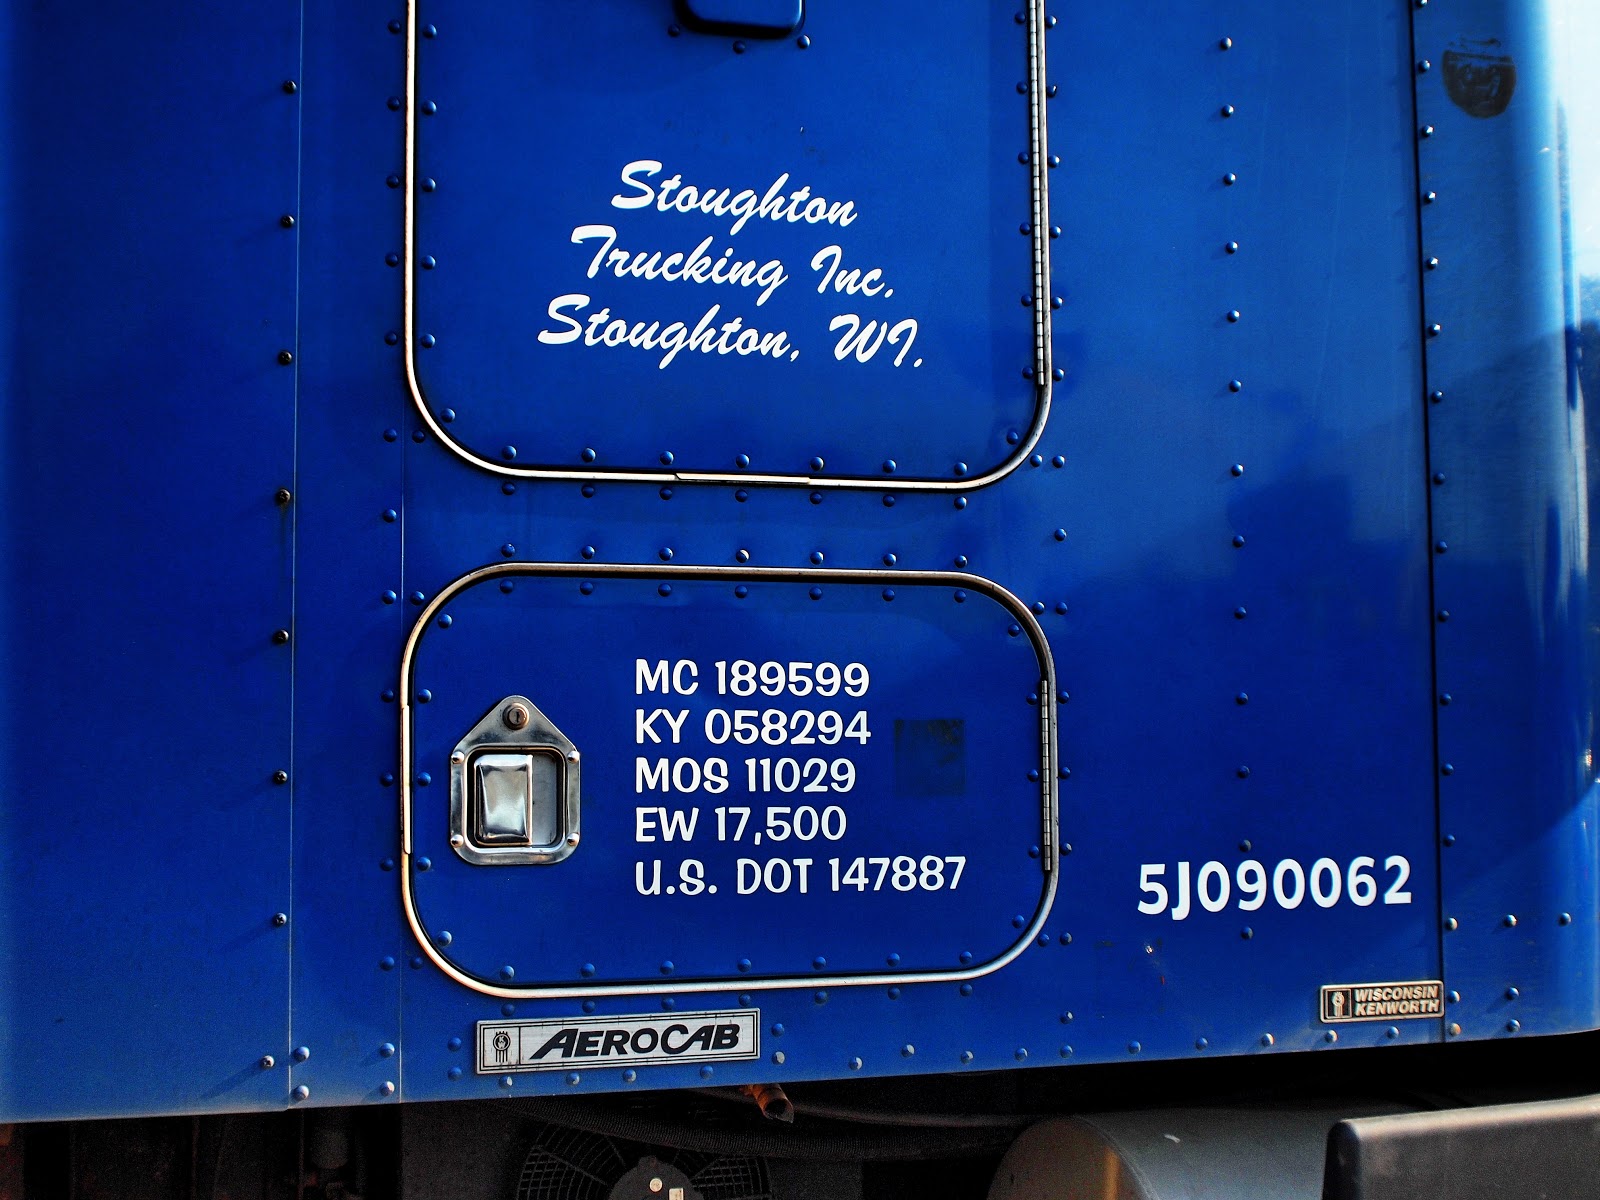 Stoughton
Trucking Inc.
Stoughton, WI.
MC 189599
KY 058294
MOS 11029
EW 17,500
U.S. DOT 147887
5J090062
WISCONSIN
KENWORTH
AEROCAB